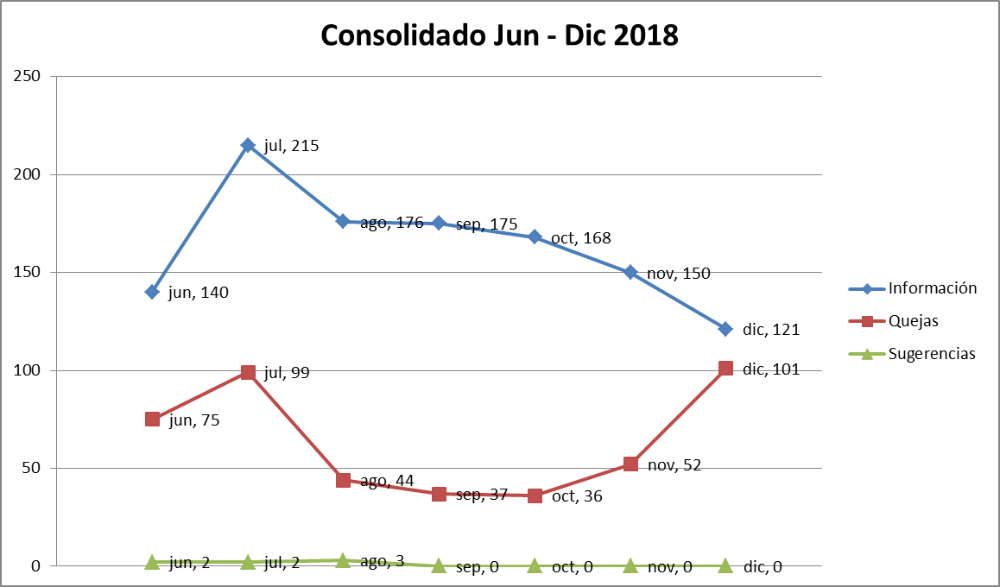 Consolidado Jun - Dic 2018
250
200
150
100
50
0
jun, 140
jul, 215
ago, 176
sep, 175
oct, 168
nov, 150
dic, 121
jun, 75
jul, 99
ago, 44
sep, 37
oct, 36
nov, 52
dic, 101
jun, 2
jul, 2
ago, 3
sep, 0
oct, 0
nov, 0
dic, 0
Información
Quejas
Sugerencias